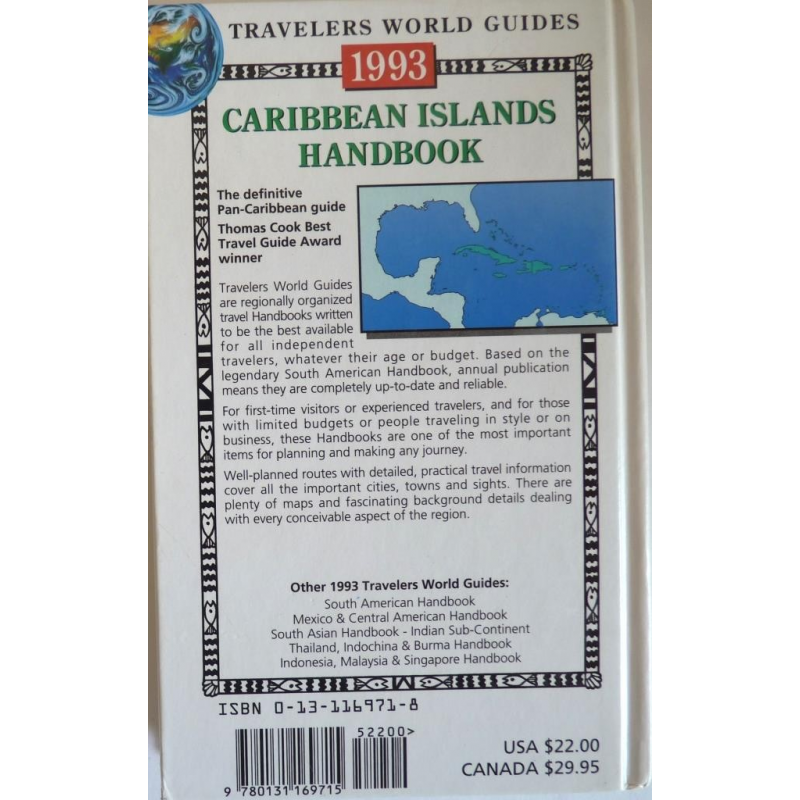 TRAVELERS WORLD GUIDES
1993
CARIBBEAN ISLANDS
HANDBOOK
The definitive
Pan-Caribbean guide
Thomas Cook Best
Travel Guide Award
winner
Travelers World Guides
are regionally organized
travel Handbooks written
to be the best available
for all independent
travelers, whatever their age or budget. Based on the
legendary South American Handbook, annual publication
means they are completely up-to-date and reliable.
For first-time visitors or experienced travelers, and for those
with limited budgets or people traveling in style or on
business, these Handbooks are one of the most important
items for planning and making any journey.
Well-planned routes with detailed, practical travel information
cover all the important cities, towns and sights. There are
plenty of maps and fascinating background details dealing
with every conceivable aspect of the region.
Other 1993 Travelers World Guides:
South American Handbook
Mexico & Central American Handbook
South Asian Handbook - Indian Sub-Continent
Thailand, Indochina & Burma Handbook
Indonesia, Malaysia & Singapore Handbook
ISBN 0-13-116971-8
52200>
9 780131 169715
USA $22.00
CANADA $29.95